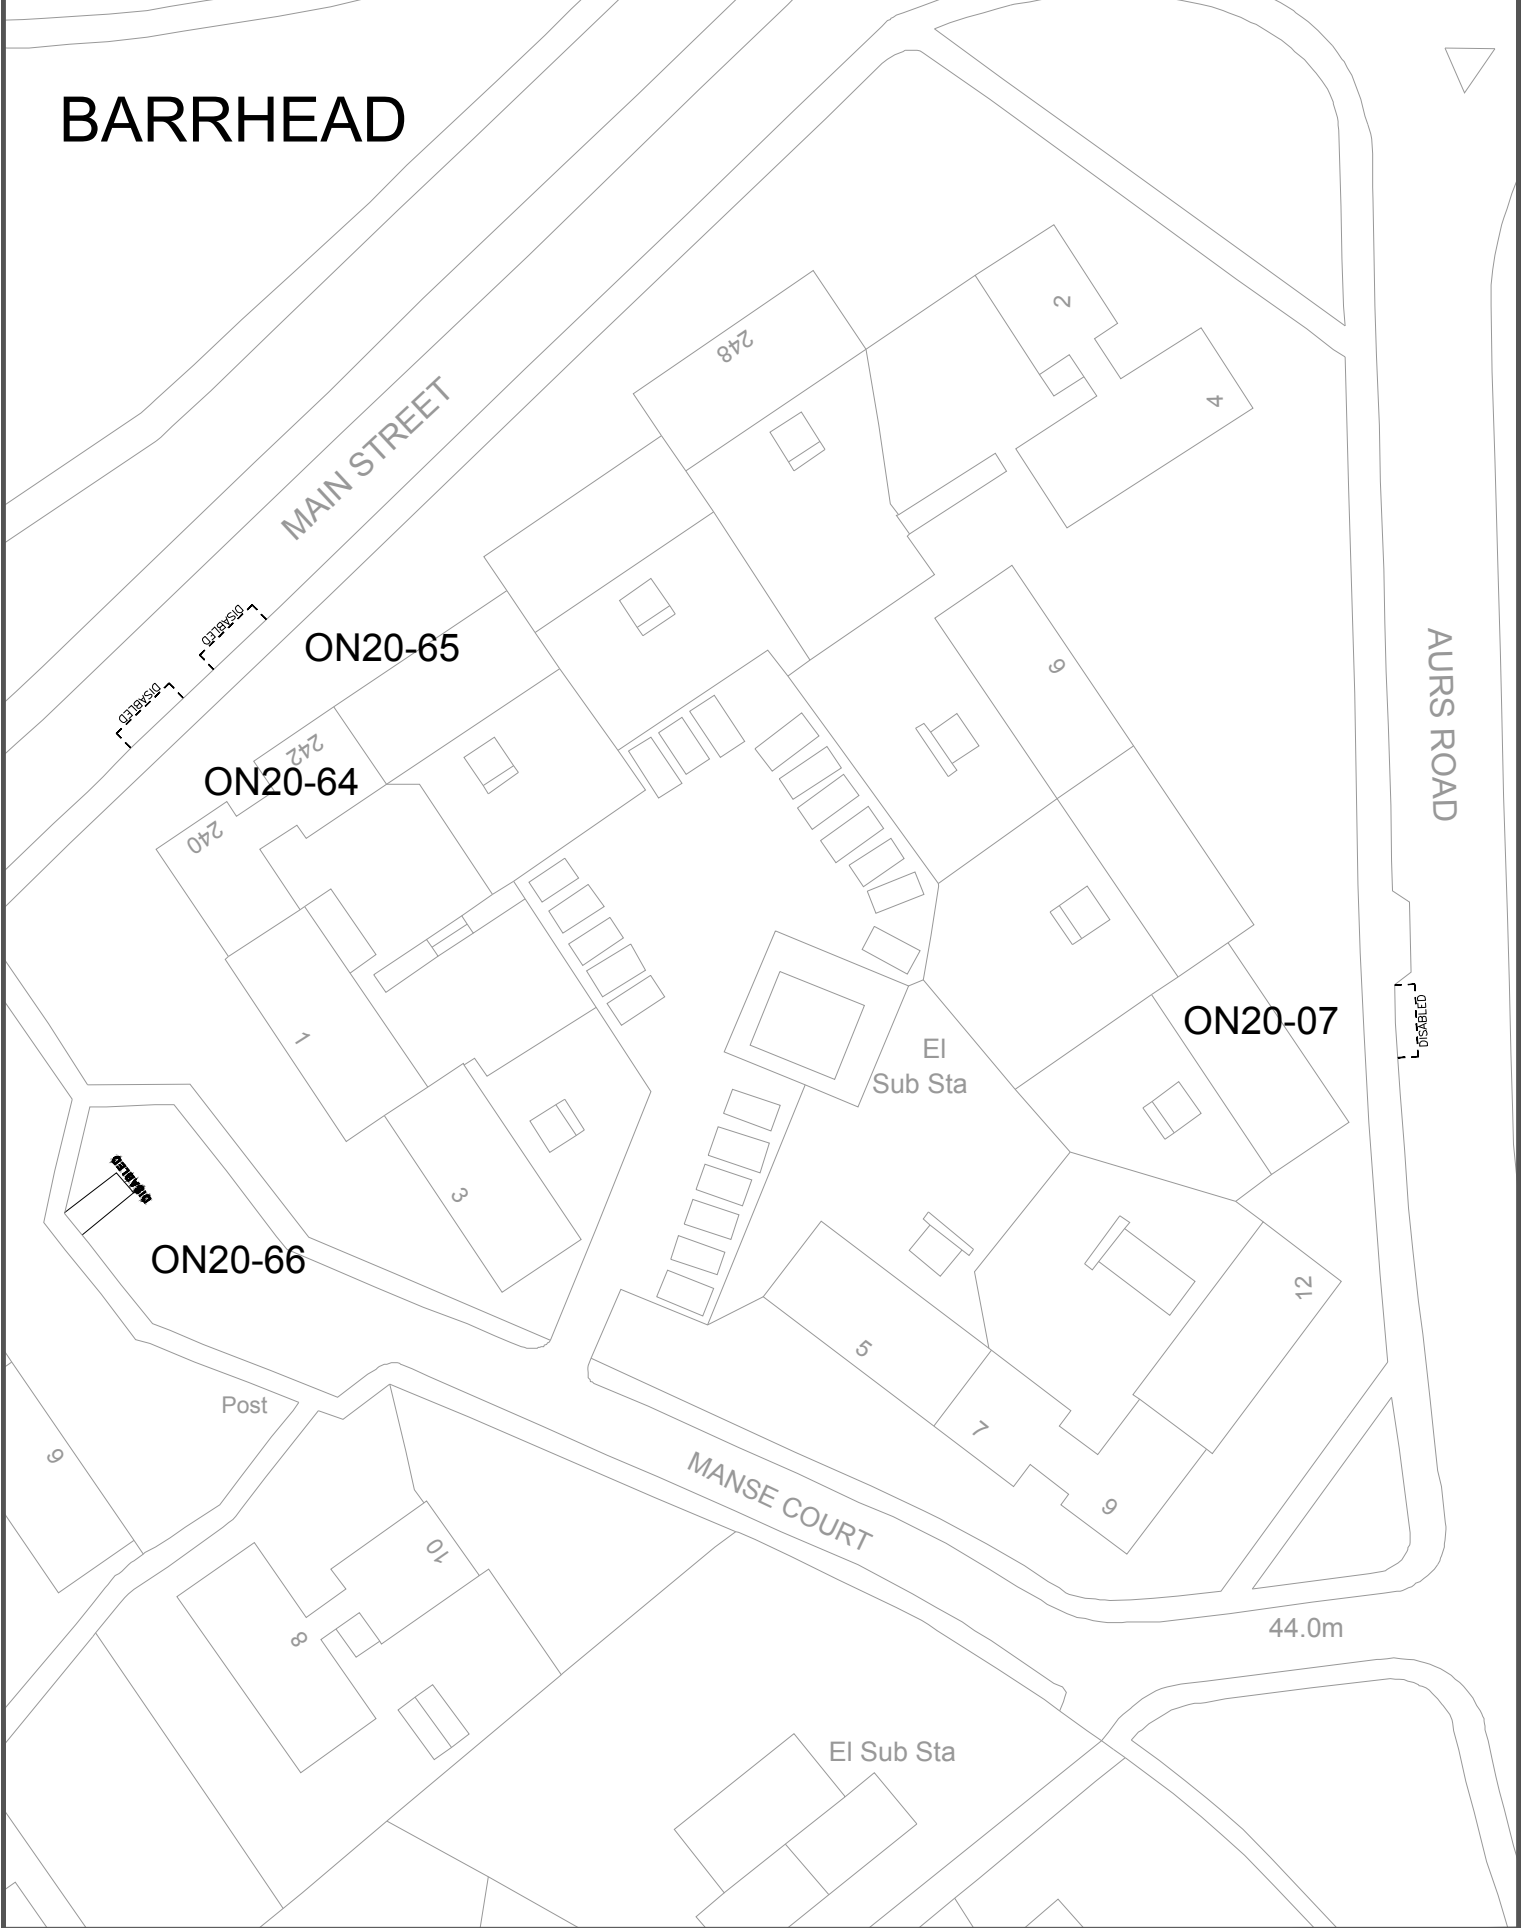 BARRHEAD
2
248
4
MAIN STREET
DISABLED
ON20-65
9
AURS ROAD
DISABLED
242
ON20-64
240
ON20-07
DISABLED
1
El
Sub Sta
DISABLED
3
ON20-66
12
5
Post
7
9
MANSE COURT
9
10
8
44.0m
El Sub Sta